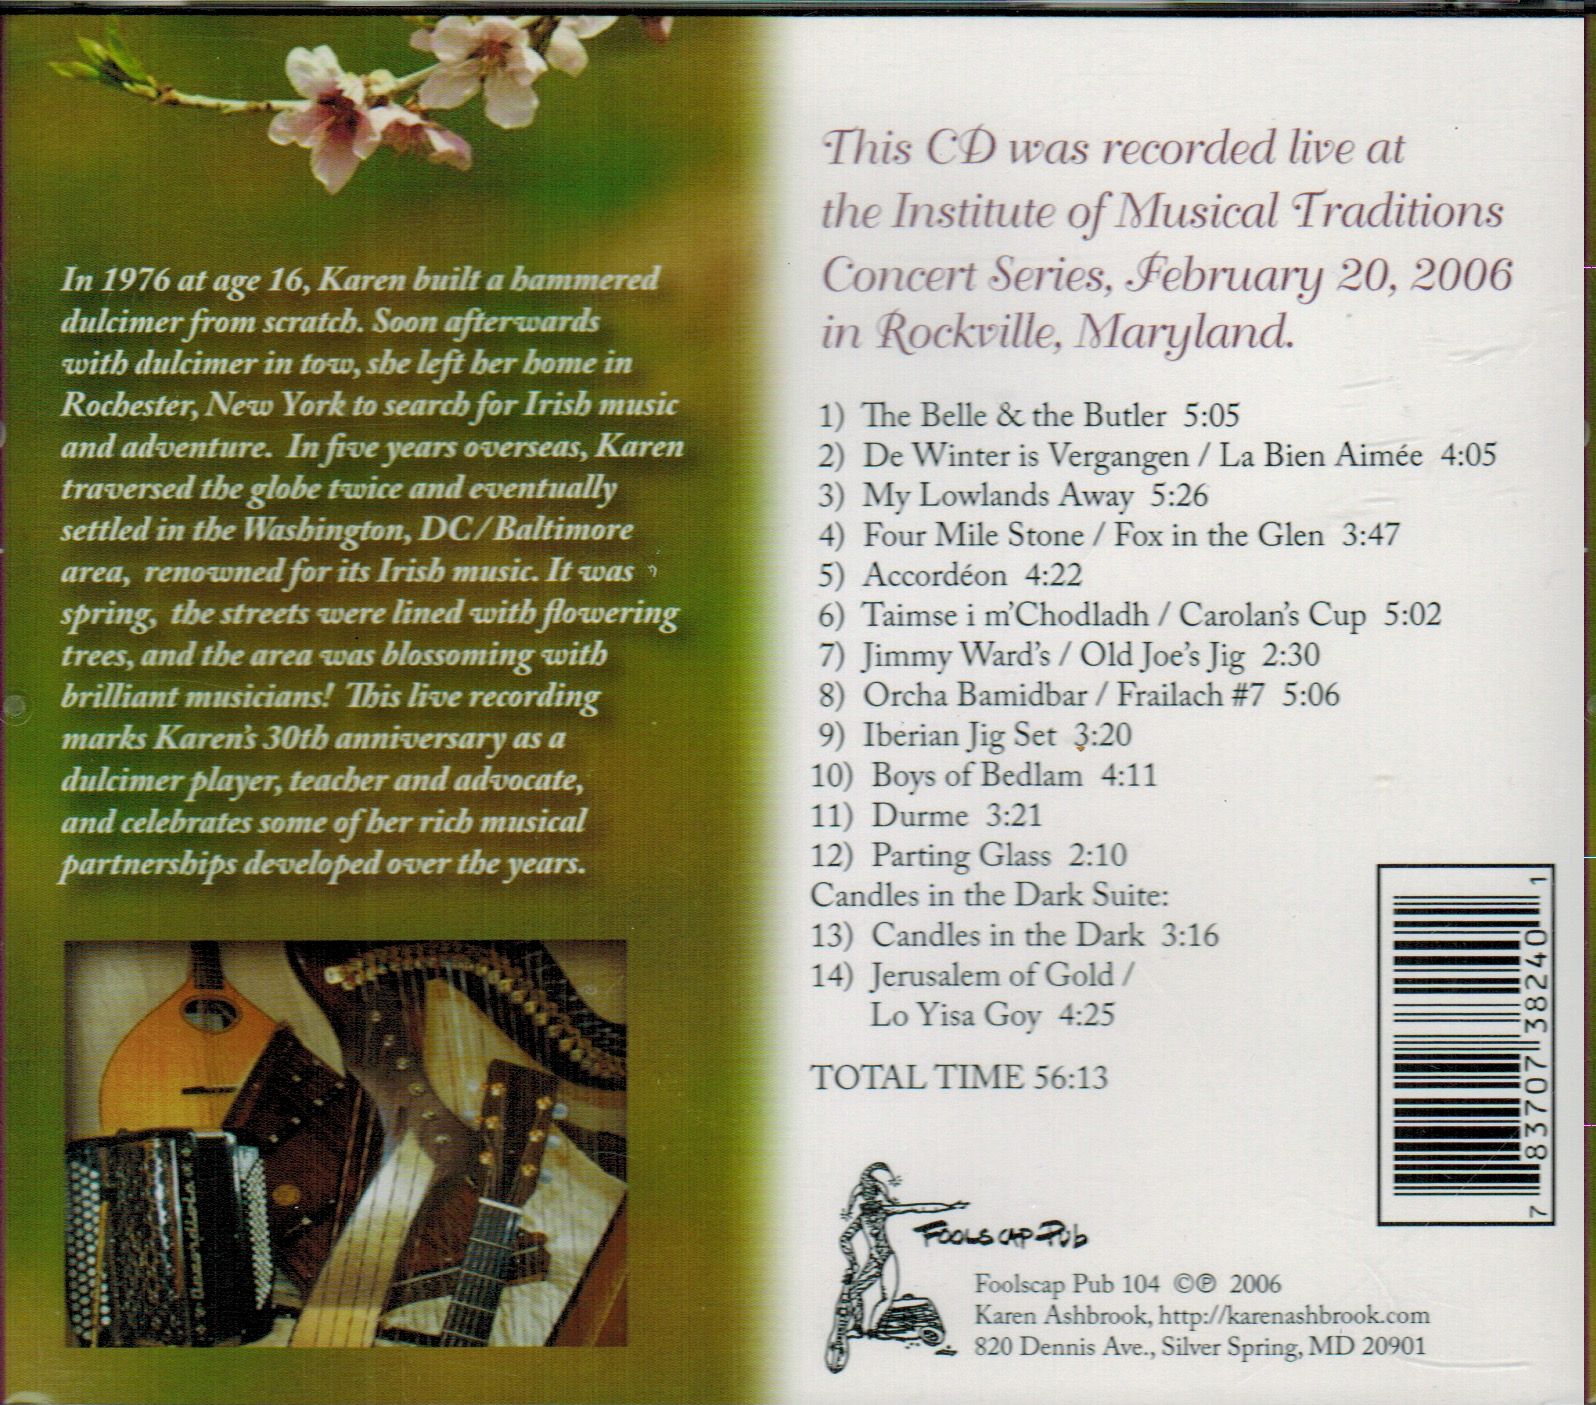 In 1976 at age 16, Karen built a hammered
dulcimer from scratch. Soon afterwards
with dulcimer in tow, she left her home in
Rochester, New York to search for Irish music
and adventure. In five years overseas, Karen
traversed the globe twice and eventually
settled in the Washington, DC/Baltimore
area, renowned for its Irish music. It was
spring, the streets were lined with flowering
trees, and the area was blossoming with
brilliant musicians! This live recording
marks Karen's 30th anniversary as a
dulcimer player, teacher and advocate,
and celebrates some of her rich musical
partnerships developed over the years.
This CD was recorded live at
the Institute of Musical Traditions
Concert Series, February 20, 2006
in Rockville, Maryland.
1) The Belle & the Butler 5:05
2) De Winter is Vergangen / La Bien Aimée 4:05
3) My Lowlands Away 5:26
4) Four Mile Stone / Fox in the Glen 3:47
5) Accordéon 4:22
6) Taimse i m'Chodladh / Carolan's Cup 5:02
7) Jimmy Ward's / Old Joe's Jig 2:30
8) Orcha Bamidbar / Frailach #7 5:06
9) Iberian Jig Set 3:20
10) Boys of Bedlam 4:11
11) Durme 3:21
12) Parting Glass 2:10
Candles in the Dark Suite:
13) Candles in the Dark 3:16
14) Jerusalem of Gold /
Lo Yisa Goy 4:25
TOTAL TIME 56:13
7 83707 38240 1
FOOLSCAP PUB
Foolscap Pub 104 ©℗ 2006
Karen Ashbrook, http://karenashbrook.com
820 Dennis Ave., Silver Spring, MD 20901